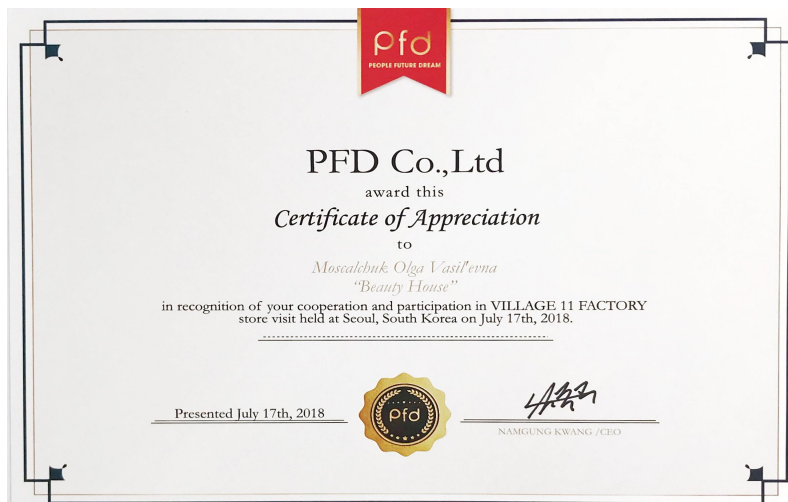 pfd
PEOPLE FUTURE DREAM
PFD Co.,Ltd
award this
Certificate of Appreciation
to
Moscalchuk Olga Vasil'evna
“Beauty House”
in recognition of your cooperation and participation in VILLAGE 11 FACTORY
store visit held at Seoul, South Korea on July 17th, 2018.
Presented July 17th, 2018
pfd
NAMGUNG KWANG /CEO